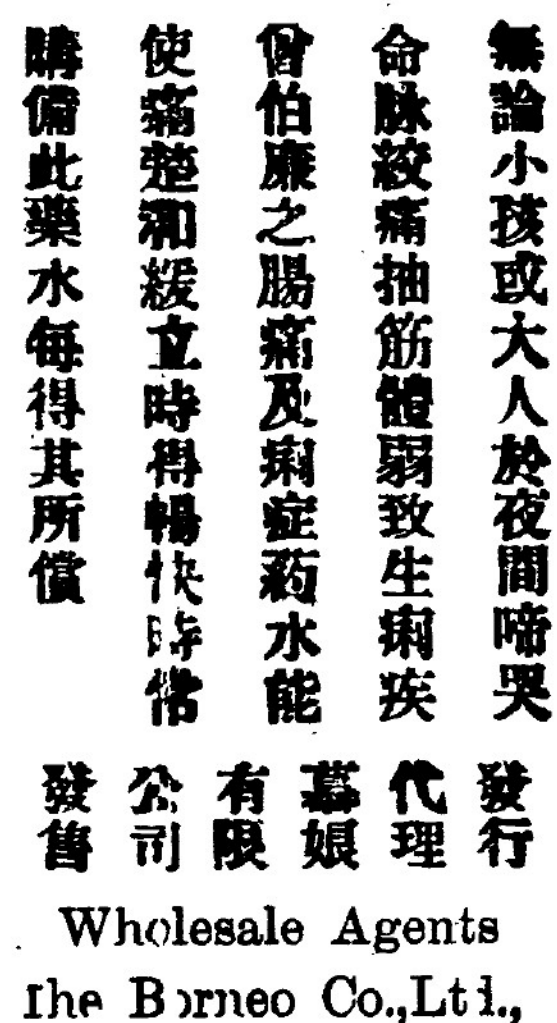 無論小孩或大人於夜間啼哭
命脉絞痛抽筋體弱致生痢疾
曾伯廉之腸痛及痢症葯水能
使痛楚和緩立時得暢快時常
購備此藥水每得其所償
發行
代理
慕娘
有限
公司
發售
Wholesale Agents
The Borneo Co.,Ltd.,